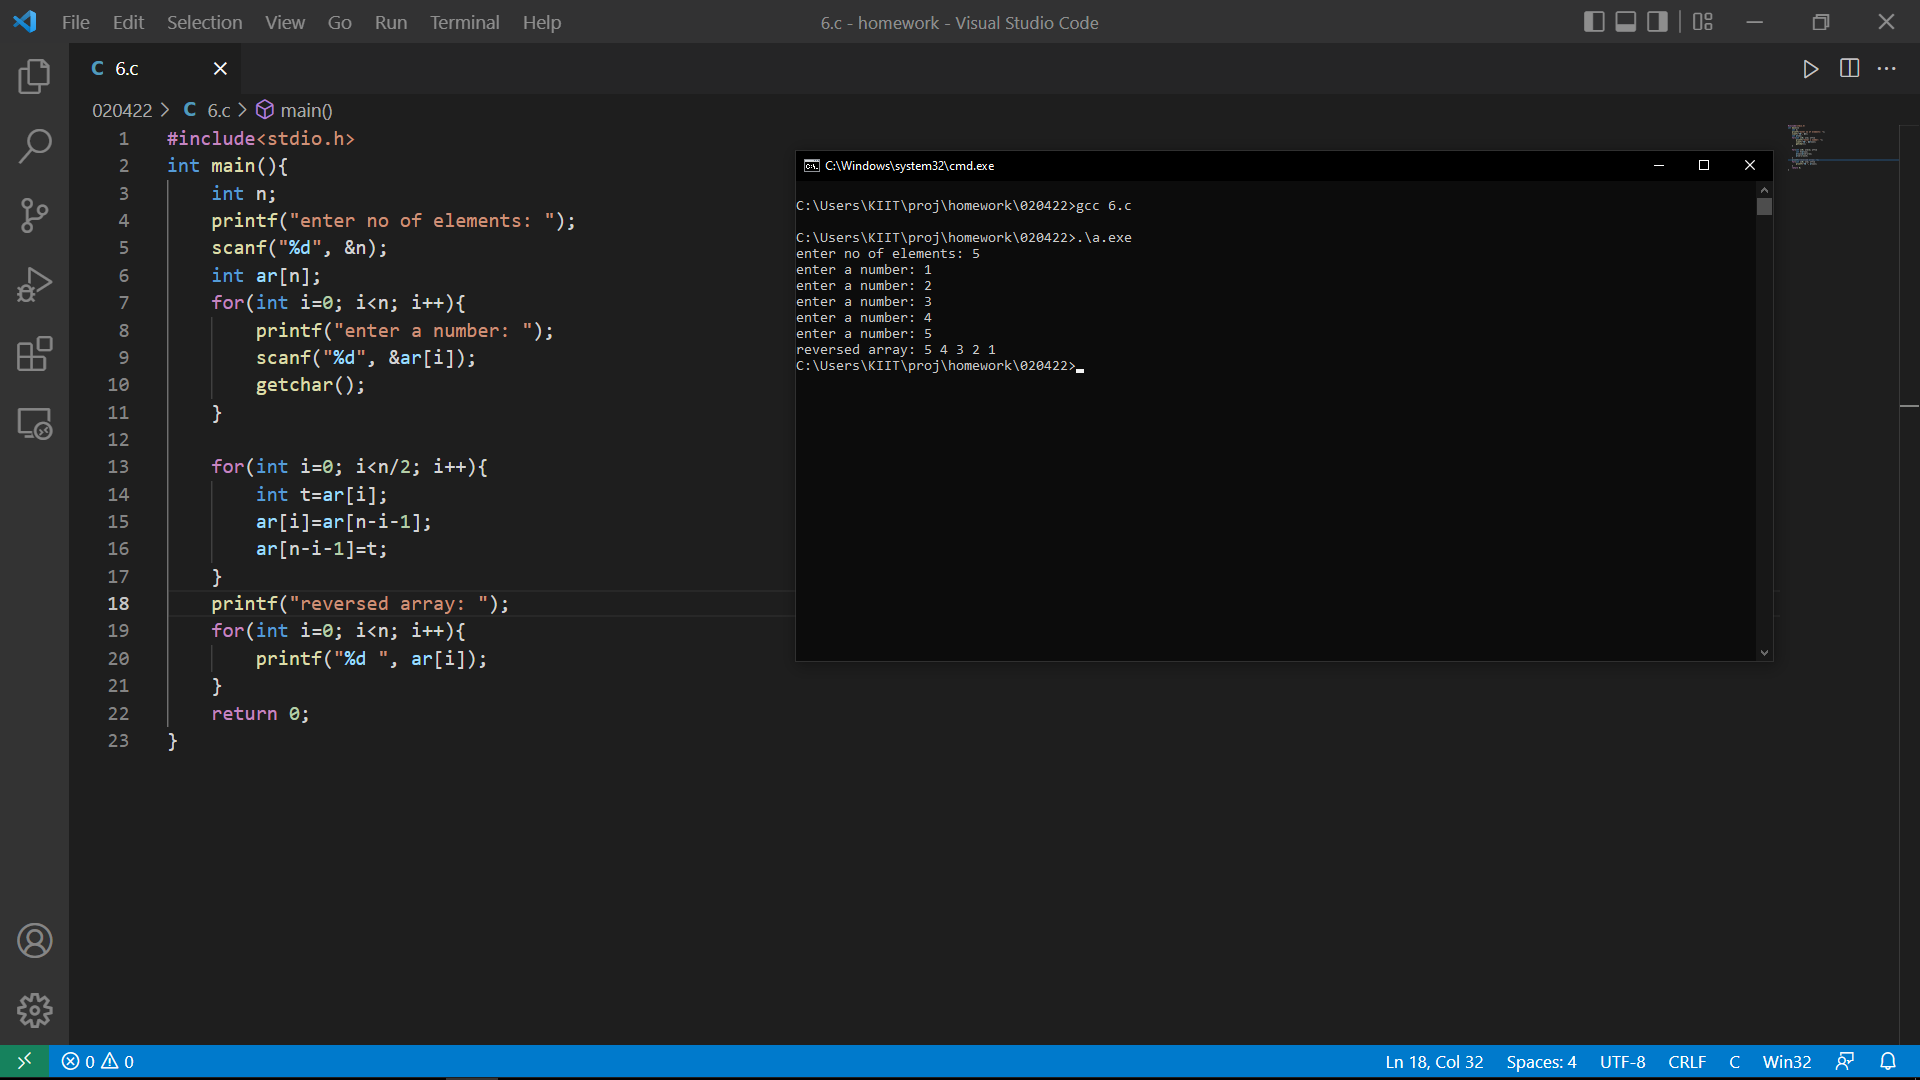 File Edit Selection View Go Run Terminal Help 6.c - homework - Visual Studio Code
C 6.c
020422 > C 6.c > main()
1 #include<stdio.h>
2 int main(){
3     int n;
4     printf("enter no of elements: ");
5     scanf("%d", &n);
6     int ar[n];
7     for(int i=0; i<n; i++){
8         printf("enter a number: ");
9         scanf("%d", &ar[i]);
10         getchar();
11     }
12
13     for(int i=0; i<n/2; i++){
14         int t=ar[i];
15         ar[i]=ar[n-i-1];
16         ar[n-i-1]=t;
17     }
18     printf("reversed array: ");
19     for(int i=0; i<n; i++){
20         printf("%d ", ar[i]);
21     }
22     return 0;
23 }
C:\Windows\system32\cmd.exe
C:\Users\KIIT\proj\homework\020422>gcc 6.c
C:\Users\KIIT\proj\homework\020422>.\a.exe
enter no of elements: 5
enter a number: 1
enter a number: 2
enter a number: 3
enter a number: 4
enter a number: 5
reversed array: 5 4 3 2 1
C:\Users\KIIT\proj\homework\020422>
0 0 Ln 18, Col 32 Spaces: 4 UTF-8 CRLF C Win32